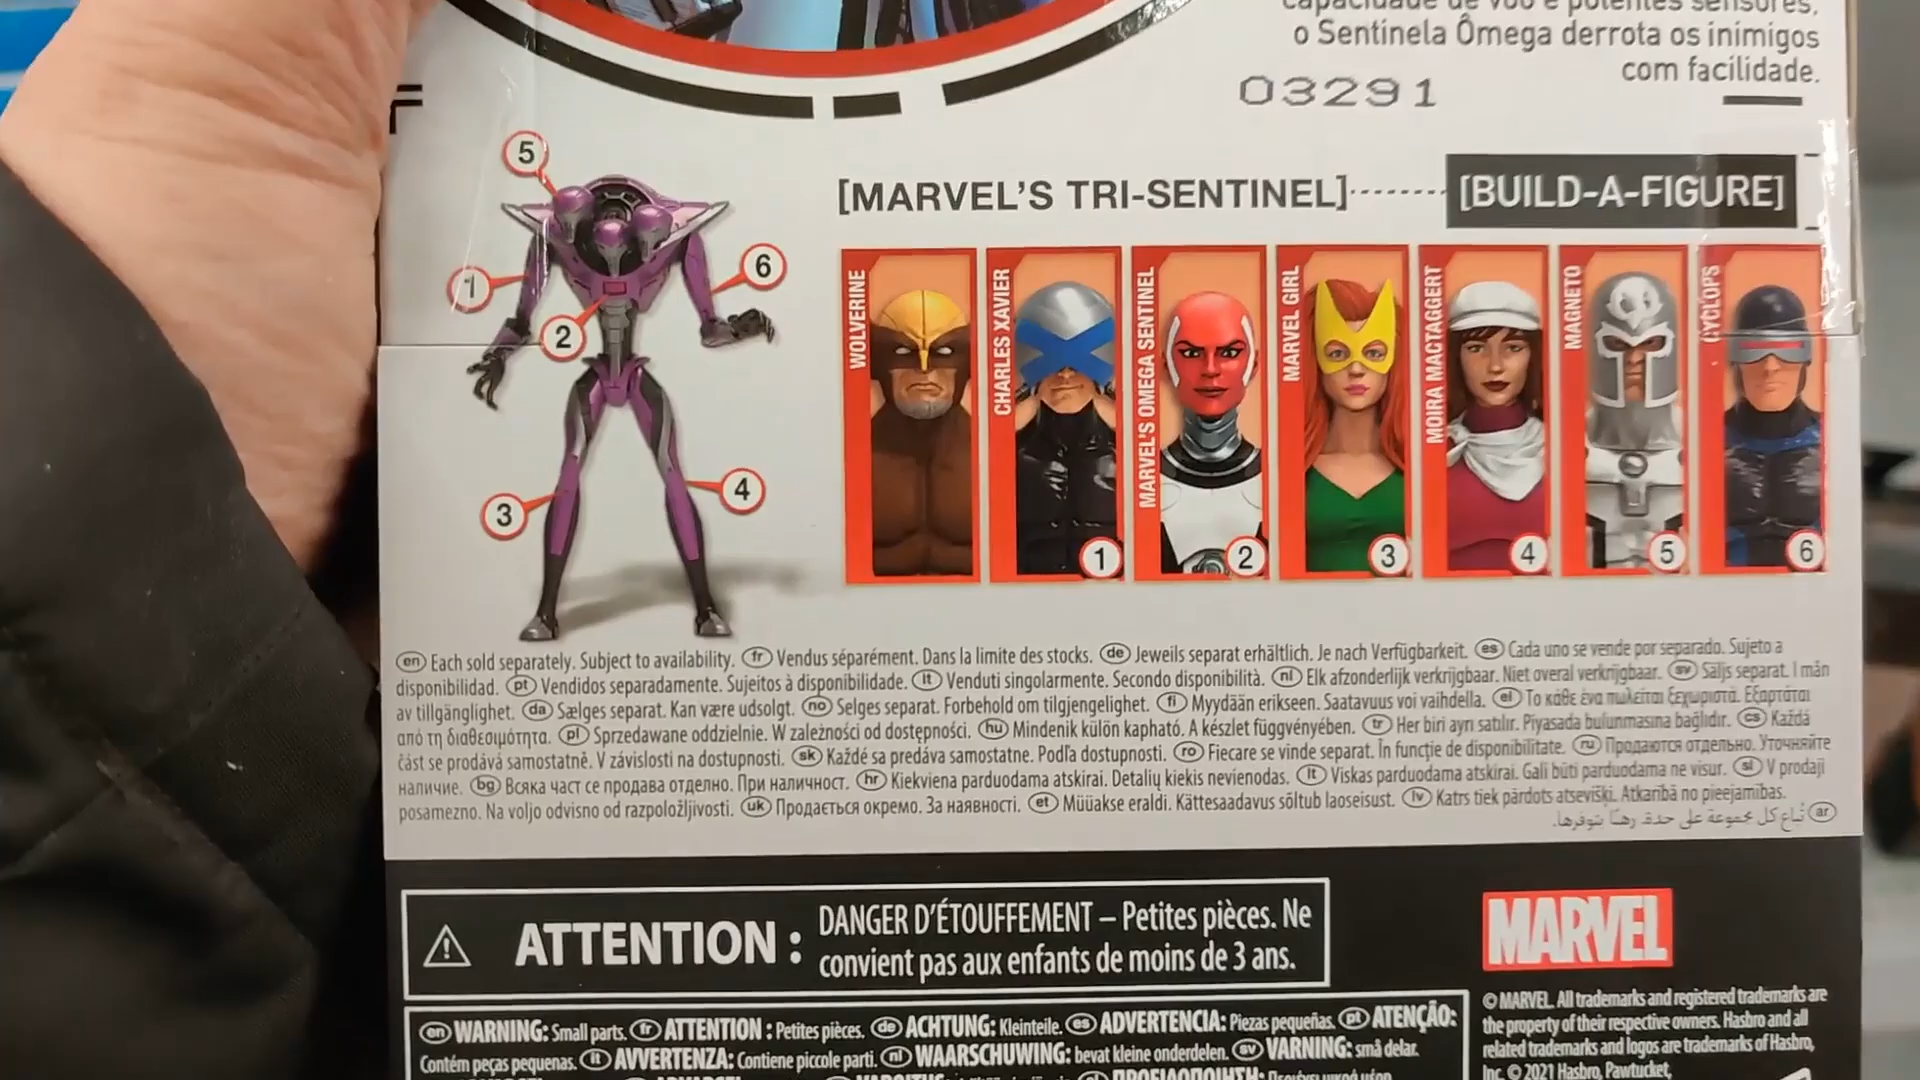 capacidade de voo e potentes sensores,
o Sentinela Ômega derrota os inimigos
com facilidade.
03291
5
1
6
2
3
4
[MARVEL'S TRI-SENTINEL]
[BUILD-A-FIGURE]
WOLVERINE
CHARLES XAVIER
1
MARVEL'S OMEGA SENTINEL
2
MARVEL GIRL
3
MOIRA MACTAGGERT
4
MAGNETO
5
CYCLOPS
6
en Each sold separately. Subject to availability. fr Vendus séparément. Dans la limite des stocks. de Jeweils separat erhältlich. Je nach Verfügbarkeit. es Cada uno se vende por separado. Sujeto a
disponibilidad. pt Vendidos separadamente. Sujeitos à disponibilidade. it Venduti singolarmente. Secondo disponibilità. nl Elk afzonderlijk verkrijgbaar. Niet overal verkrijgbaar. sv Säljs separat. I mån
av tillgänglighet. da Sælges separat. Kan være udsolgt. no Selges separat. Forbehold om tilgjengelighet. fi Myydään erikseen. Saatavuus voi vaihdella. el Το κάθε ένα πωλείται ξεχωριστά. Εξαρτάται
από τη διαθεσιμότητα. pl Sprzedawane oddzielnie. W zależności od dostępności. hu Mindenik külön kapható. A készlet függvényében. tr Her biri ayrı satılır. Piyasada bulunmasına bağlıdır. cs Každá
část se prodává samostatně. V závislosti na dostupnosti. sk Každé sa predáva samostatne. Podľa dostupnosti. ro Fiecare se vinde separat. În funcție de disponibilitate. ru Продаются отдельно. Уточняйте
наличие. bg Всяка част се продава отделно. При наличност. hr Kiekviena parduodama atskirai. Detalių kiekis nevienodas. lt Viskas parduodama atskirai. Gali būti parduodama ne visur. sl V prodaji
posamezno. Na voljo odvisno od razpoložljivosti. uk Продається окремо. За наявності. et Müüakse eraldi. Kättesaadavus sõltub laoseisust. lv Katrs tiek pārdots atsevišķi. Atkarībā no pieejamības.
ar تُباع كل مجموعة على حدة. رهنًا بتوفرها.
ATTENTION :
DANGER D'ÉTOUFFEMENT – Petites pièces. Ne
convient pas aux enfants de moins de 3 ans.
MARVEL
© MARVEL. All trademarks and registered trademarks are
the property of their respective owners. Hasbro and all
related trademarks and logos are trademarks of Hasbro,
Inc. © 2021 Hasbro, Pawtucket,
en WARNING: Small parts. fr ATTENTION : Petites pièces. de ACHTUNG: Kleinteile. es ADVERTENCIA: Piezas pequeñas. pt ATENÇÃO:
Contém peças pequenas. it AVVERTENZA: Contiene piccole parti. nl WAARSCHUWING: bevat kleine onderdelen. sv VARNING: små delar.